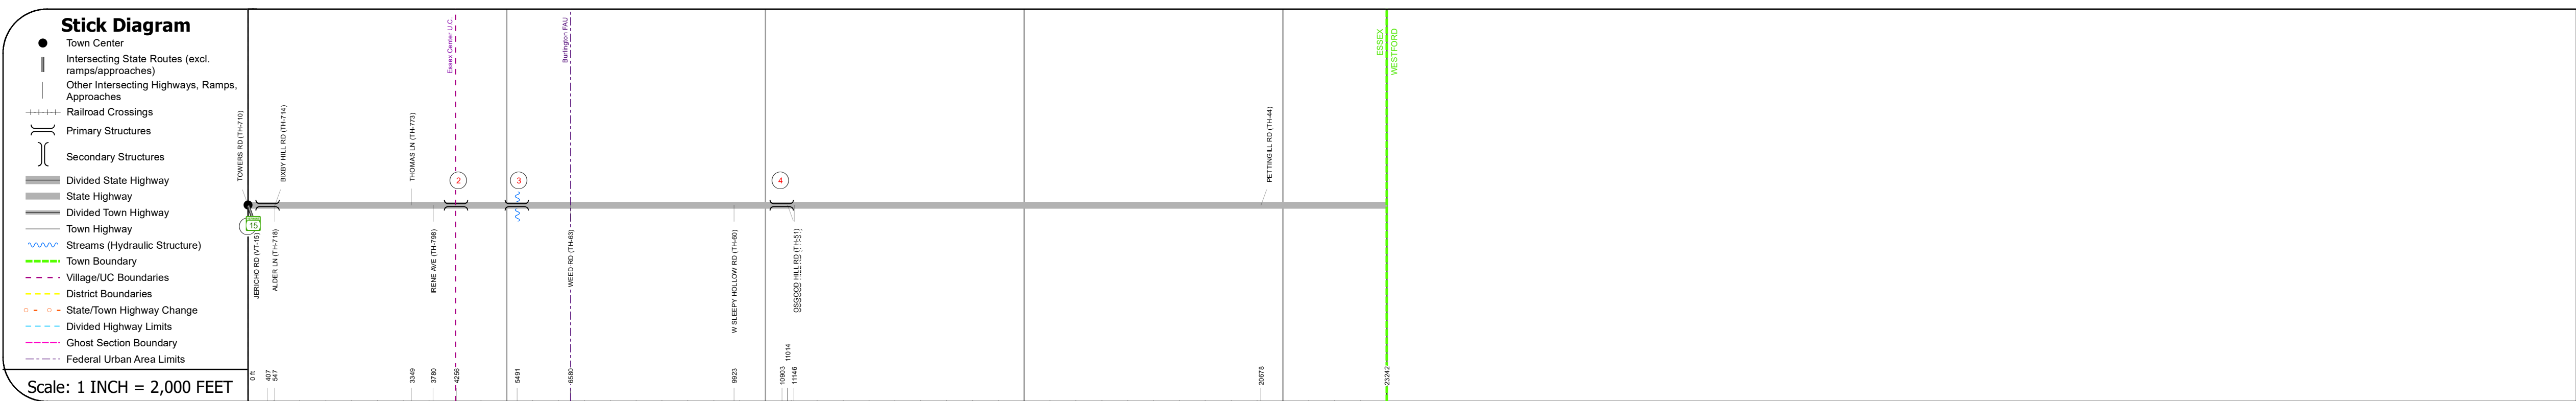 Stick Diagram
Town Center
Intersecting State Routes (excl.
ramps/approaches)
Other Intersecting Highways, Ramps,
Approaches
Railroad Crossings
Primary Structures
Secondary Structures
Divided State Highway
State Highway
Divided Town Highway
Town Highway
Streams (Hydraulic Structure)
Town Boundary
Village/UC Boundaries
District Boundaries
State/Town Highway Change
Divided Highway Limits
Ghost Section Boundary
Federal Urban Area Limits
Scale: 1 INCH = 2,000 FEET
Essex Center U.C.
Burlington FAU
ESSEX
WESTFORD
TOWERS RD (TH-710)
BIXBY HILL RD (TH-714)
THOMAS LN (TH-773)
PETTINGILL RD (TH-44)
2
3
4
15
JERICHO RD (VT-15)
ALDER LN (TH-718)
IRENE AVE (TH-798)
WEED RD (TH-63)
W SLEEPY HOLLOW RD (TH-60)
OSGOOD HILL RD (TH-51)
0 ft
407
547
3349
3780
4256
5491
6580
9923
10903
11014
11146
20678
23242